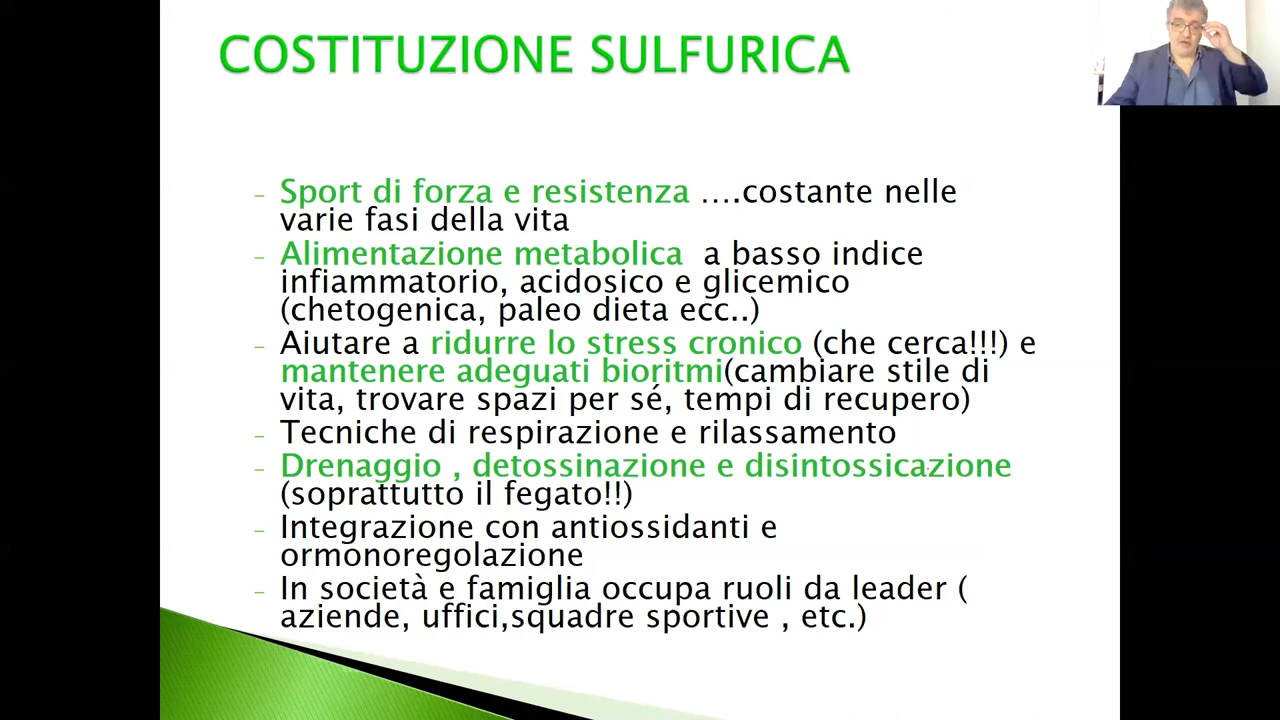 COSTITUZIONE SULFURICA
– Sport di forza e resistenza ....costante nelle
varie fasi della vita
– Alimentazione metabolica  a basso indice
infiammatorio, acidosico e glicemico
(chetogenica, paleo dieta ecc..)
– Aiutare a ridurre lo stress cronico (che cerca!!!) e
mantenere adeguati bioritmi(cambiare stile di
vita, trovare spazi per sé, tempi di recupero)
– Tecniche di respirazione e rilassamento
– Drenaggio , detossinazione e disintossicazione
(soprattutto il fegato!!)
– Integrazione con antiossidanti e
ormonoregolazione
– In società e famiglia occupa ruoli da leader (
aziende, uffici,squadre sportive , etc.)